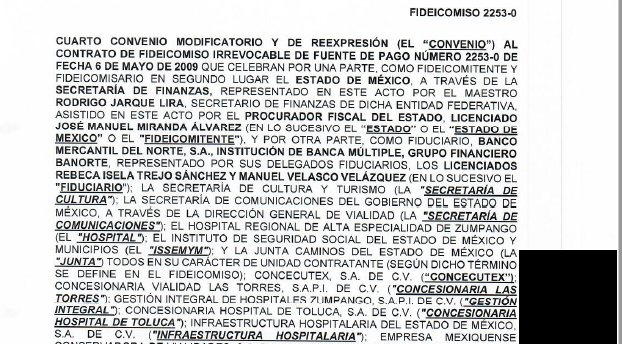 FIDEICOMISO 2253-0
CUARTO CONVENIO MODIFICATORIO Y DE REEXPRESIÓN (EL "CONVENIO") AL
CONTRATO DE FIDEICOMISO IRREVOCABLE DE FUENTE DE PAGO NÚMERO 2253-0 DE
FECHA 6 DE MAYO DE 2009 QUE CELEBRAN POR UNA PARTE, COMO FIDEICOMITENTE Y
FIDEICOMISARIO EN SEGUNDO LUGAR EL ESTADO DE MÉXICO, A TRAVÉS DE LA
SECRETARÍA DE FINANZAS, REPRESENTADO EN ESTE ACTO POR EL MAESTRO
RODRIGO JARQUE LIRA, SECRETARIO DE FINANZAS DE DICHA ENTIDAD FEDERATIVA,
ASISTIDO EN ESTE ACTO POR EL PROCURADOR FISCAL DEL ESTADO, LICENCIADO
JOSÉ MANUEL MIRANDA ÁLVAREZ (EN LO SUCESIVO EL "ESTADO" O EL "ESTADO DE
MÉXICO" O EL "FIDEICOMITENTE"), Y POR OTRA PARTE, COMO FIDUCIARIO, BANCO
MERCANTIL DEL NORTE, S.A., INSTITUCIÓN DE BANCA MÚLTIPLE, GRUPO FINANCIERO
BANORTE, REPRESENTADO POR SUS DELEGADOS FIDUCIARIOS, LOS LICENCIADOS
REBECA ISELA TREJO SÁNCHEZ Y MANUEL VELASCO VELÁZQUEZ (EN LO SUCESIVO EL
"FIDUCIARIO"); LA SECRETARÍA DE CULTURA Y TURISMO (LA "SECRETARÍA DE
CULTURA"); LA SECRETARÍA DE COMUNICACIONES DEL GOBIERNO DEL ESTADO DE
MÉXICO, A TRAVÉS DE LA DIRECCIÓN GENERAL DE VIALIDAD (LA "SECRETARÍA DE
COMUNICACIONES"); EL HOSPITAL REGIONAL DE ALTA ESPECIALIDAD DE ZUMPANGO
(EL "HOSPITAL"); EL INSTITUTO DE SEGURIDAD SOCIAL DEL ESTADO DE MÉXICO Y
MUNICIPIOS (EL "ISSEMYM"); Y LA JUNTA CAMINOS DEL ESTADO DE MÉXICO (LA
"JUNTA") TODOS EN SU CARÁCTER DE UNIDAD CONTRATANTE (SEGÚN DICHO TÉRMINO
SE DEFINE EN EL FIDEICOMISO); CONCECUTEX, S.A. DE C.V. ("CONCECUTEX");
CONCESIONARIA VIALIDAD LAS TORRES, S.A.P.I. DE C.V. ("CONCESIONARIA LAS
TORRES"); GESTIÓN INTEGRAL DE HOSPITALES ZUMPANGO, S.A.P.I. DE C.V. ("GESTIÓN
INTEGRAL"); CONCESIONARIA HOSPITAL DE TOLUCA, S.A. DE C.V. ("CONCESIONARIA
HOSPITAL DE TOLUCA"); INFRAESTRUCTURA HOSPITALARIA DEL ESTADO DE MÉXICO,
S.A. DE C.V. ("INFRAESTRUCTURA HOSPITALARIA"); EMPRESA MEXIQUENSE